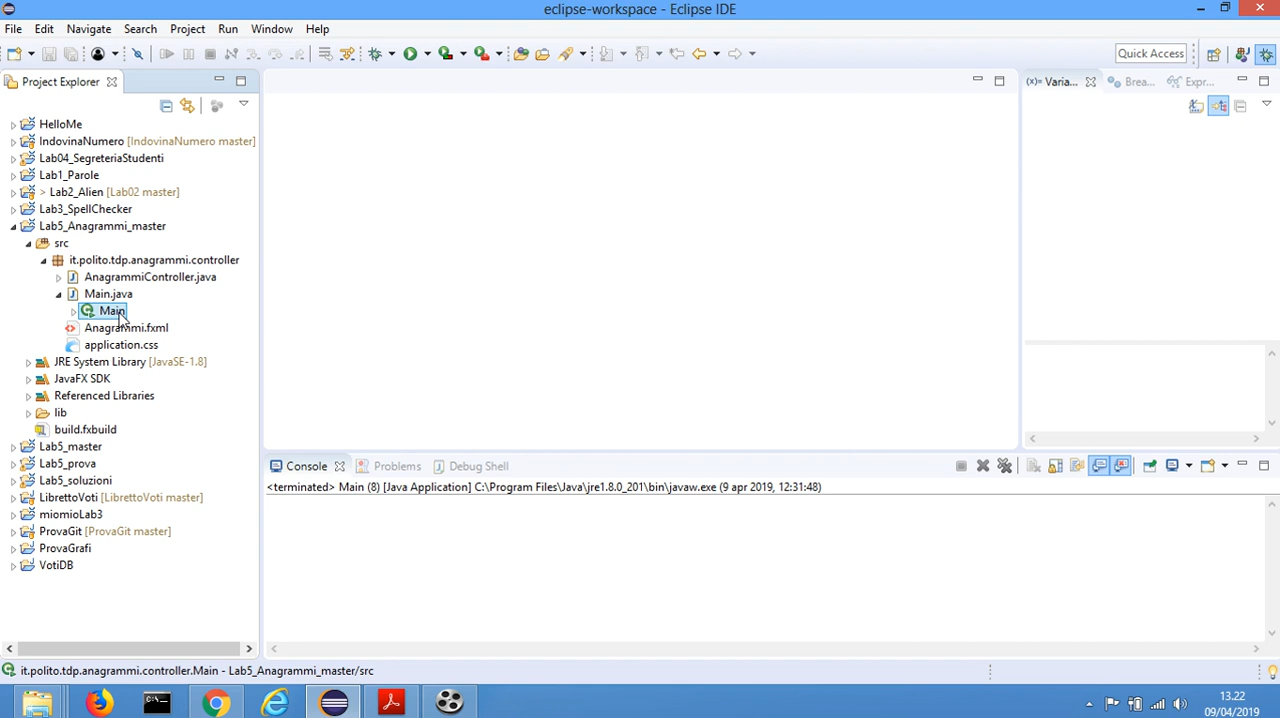 eclipse-workspace - Eclipse IDE
File Edit Navigate Search Project Run Window Help
Quick Access
Project Explorer
HelloMe
IndovinaNumero [IndovinaNumero master]
Lab04_SegreteriaStudenti
Lab1_Parole
> Lab2_Alien [Lab02 master]
Lab3_SpellChecker
Lab5_Anagrammi_master
src
it.polito.tdp.anagrammi.controller
AnagrammiController.java
Main.java
Main
Anagrammi.fxml
application.css
JRE System Library [JavaSE-1.8]
JavaFX SDK
Referenced Libraries
lib
build.fxbuild
Lab5_master
Lab5_prova
Lab5_soluzioni
LibrettoVoti [LibrettoVoti master]
miomioLab3
ProvaGit [ProvaGit master]
ProvaGrafi
VotiDB
(x)= Varia... Brea... Expr...
Console Problems Debug Shell
<terminated> Main (8) [Java Application] C:\Program Files\Java\jre1.8.0_201\bin\javaw.exe (9 apr 2019, 12:31:48)
it.polito.tdp.anagrammi.controller.Main - Lab5_Anagrammi_master/src
13.22
09/04/2019